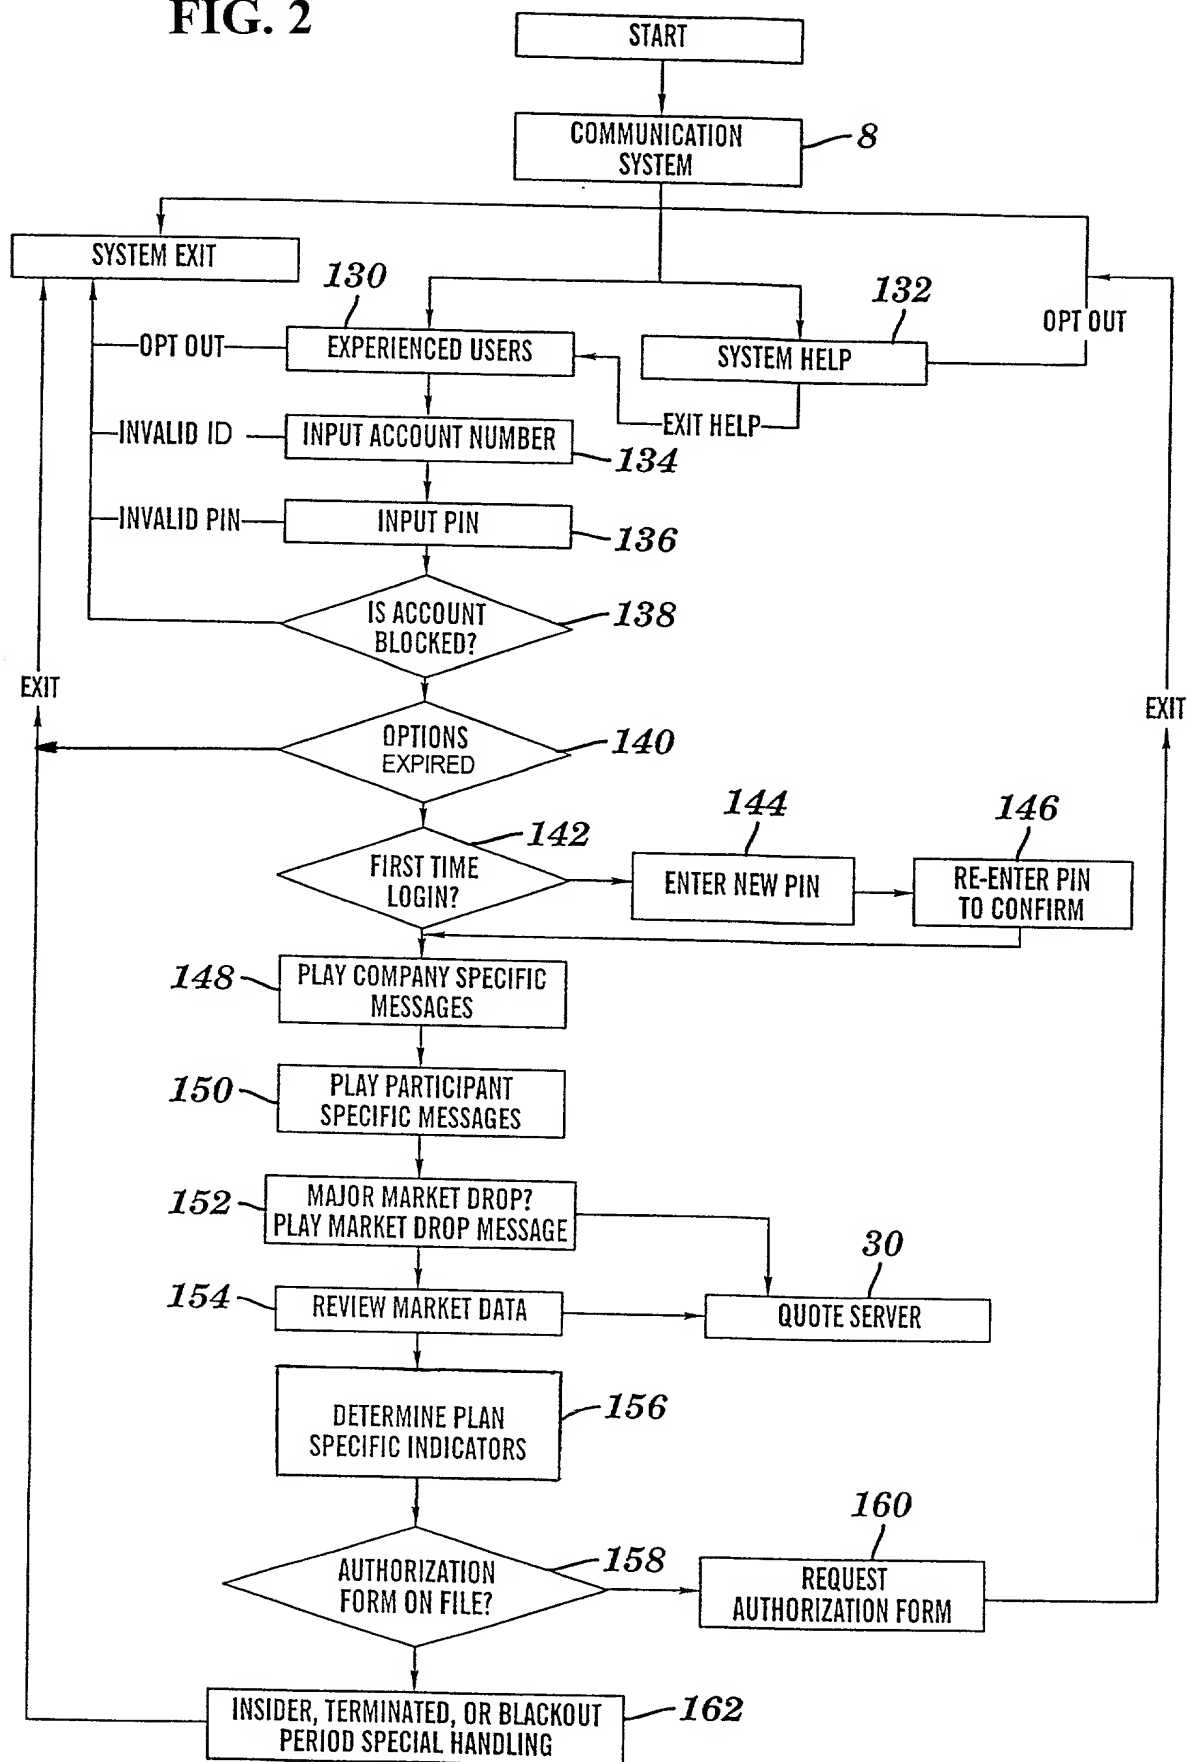 FIG. 2
START
COMMUNICATION
SYSTEM
8
SYSTEM EXIT
130
132
OPT OUT
OPT OUT
EXPERIENCED USERS
SYSTEM HELP
EXIT HELP
INVALID ID
INPUT ACCOUNT NUMBER
134
INVALID PIN
INPUT PIN
136
IS ACCOUNT
BLOCKED?
138
EXIT
EXIT
OPTIONS
EXPIRED
140
142
144
146
FIRST TIME
LOGIN?
ENTER NEW PIN
RE-ENTER PIN
TO CONFIRM
148
PLAY COMPANY SPECIFIC
MESSAGES
150
PLAY PARTICIPANT
SPECIFIC MESSAGES
152
MAJOR MARKET DROP?
PLAY MARKET DROP MESSAGE
30
154
REVIEW MARKET DATA
QUOTE SERVER
156
DETERMINE PLAN
SPECIFIC INDICATORS
160
158
AUTHORIZATION
FORM ON FILE?
REQUEST
AUTHORIZATION FORM
INSIDER, TERMINATED, OR BLACKOUT
PERIOD SPECIAL HANDLING
162